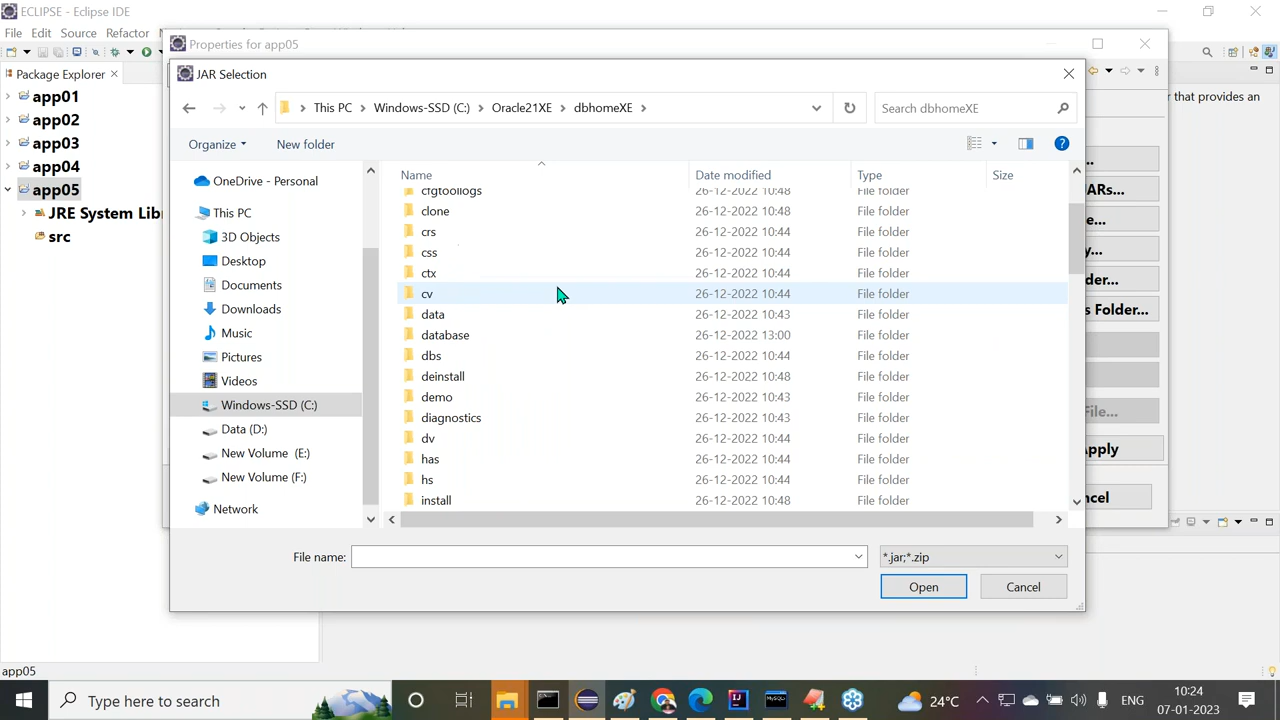 ECLIPSE - Eclipse IDE
File Edit Source Refactor
Properties for app05
Package Explorer
JAR Selection
This PC Windows-SSD (C:) Oracle21XE dbhomeXE
Search dbhomeXE
r that provides an
app01
app02
app03
app04
app05
JRE System Lib
src
Organize New folder
Name Date modified Type Size
OneDrive - Personal
This PC
3D Objects
Desktop
Documents
Downloads
Music
Pictures
Videos
Windows-SSD (C:)
Data (D:)
New Volume (E:)
New Volume (F:)
Network
cfgtoollogs 26-12-2022 10:48 File folder
clone 26-12-2022 10:48 File folder
crs 26-12-2022 10:44 File folder
css 26-12-2022 10:44 File folder
ctx 26-12-2022 10:44 File folder
cv 26-12-2022 10:44 File folder
data 26-12-2022 10:43 File folder
database 26-12-2022 13:00 File folder
dbs 26-12-2022 10:44 File folder
deinstall 26-12-2022 10:48 File folder
demo 26-12-2022 10:43 File folder
diagnostics 26-12-2022 10:43 File folder
dv 26-12-2022 10:44 File folder
has 26-12-2022 10:44 File folder
hs 26-12-2022 10:44 File folder
install 26-12-2022 10:48 File folder
...
ARs...
e...
y...
der...
s Folder...
File...
pply
ncel
File name: *.jar;*.zip
Open Cancel
app05
Type here to search
24°C
ENG
10:24
07-01-2023